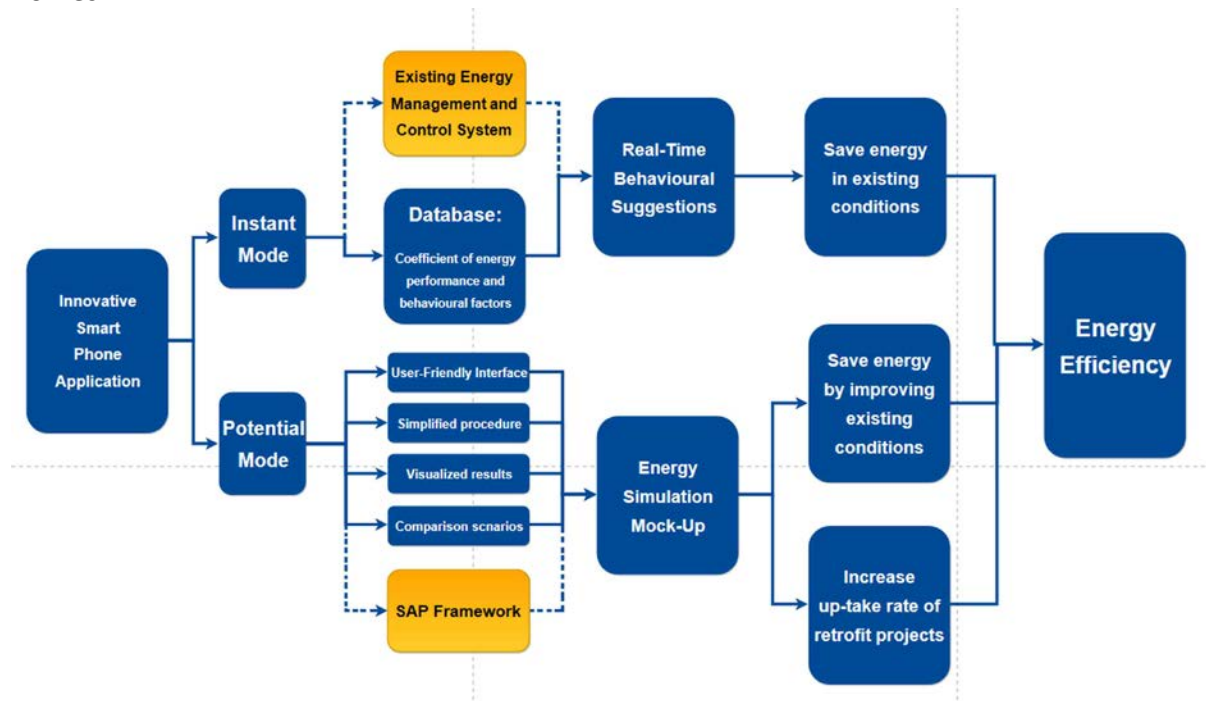 Innovative
Smart
Phone
Application
Instant
Mode
Potential
Mode
Existing Energy
Management and
Control System
Database:
Coefficient of energy
performance and
behavioural factors
User-Friendly Interface
Simplified procedure
Visualized results
Comparison scnarios
SAP Framework
Real-Time
Behavioural
Suggestions
Energy
Simulation
Mock-Up
Save energy
in existing
conditions
Save energy
by improving
existing
conditions
Increase
up-take rate of
retrofit projects
Energy
Efficiency